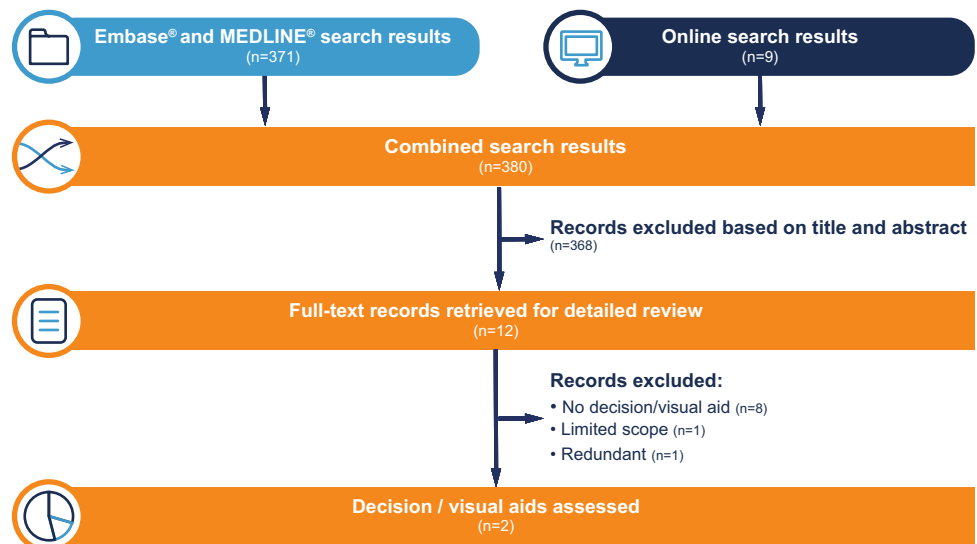 Embase® and MEDLINE® search results
(n=371)
Online search results
(n=9)
Combined search results
(n=380)
Records excluded based on title and abstract
(n=368)
Full-text records retrieved for detailed review
(n=12)
Records excluded:
• No decision/visual aid (n=8)
• Limited scope (n=1)
• Redundant (n=1)
Decision / visual aids assessed
(n=2)